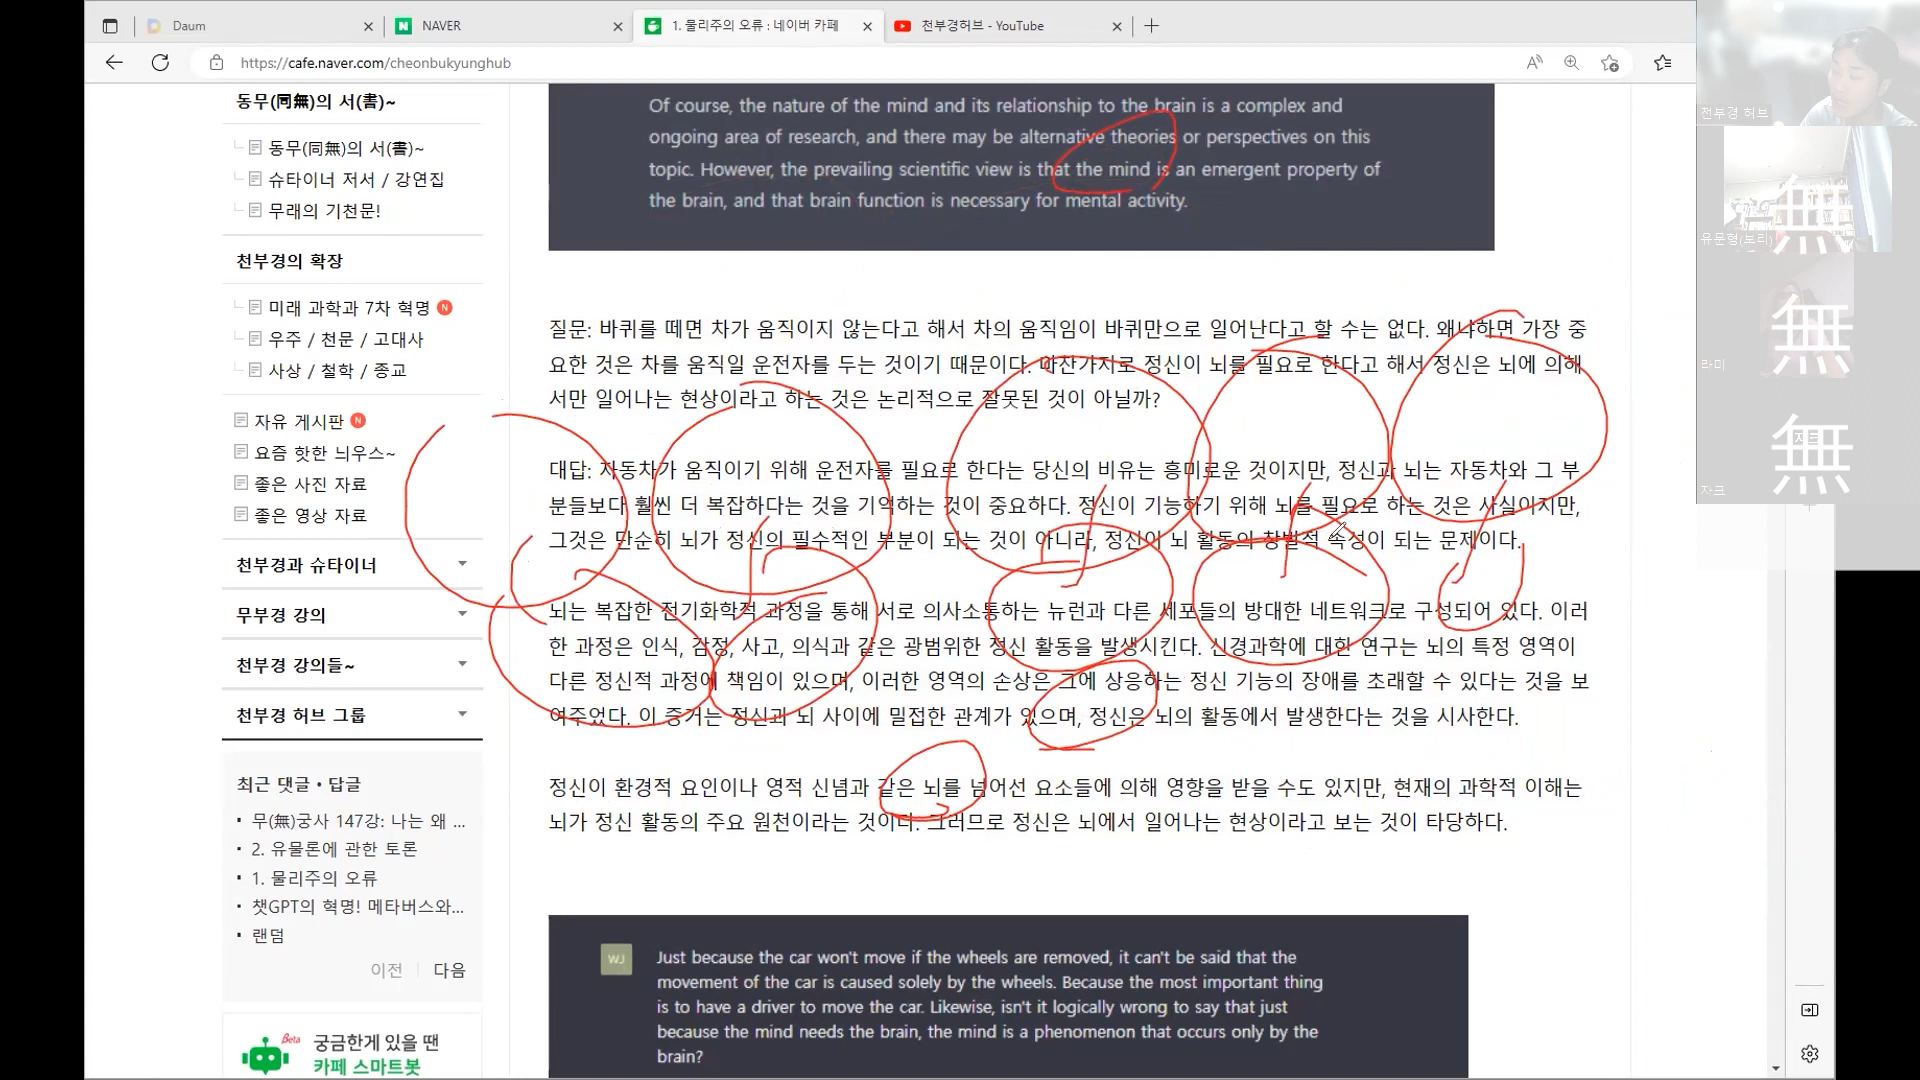 Daum
NAVER
1. 물리주의 오류 : 네이버 카페
천부경허브 - YouTube
https://cafe.naver.com/cheonbukyunghub
동무(同無)의 서(書)~
동무(同無)의 서(書)~
슈타이너 저서 / 강연집
무래의 기천문!
천부경의 확장
미래 과학과 7차 혁명 N
우주 / 천문 / 고대사
사상 / 철학 / 종교
자유 게시판 N
요즘 핫한 늬우스~
좋은 사진 자료
좋은 영상 자료
천부경과 슈타이너
무부경 강의
천부경 강의들~
천부경 허브 그룹
최근 댓글・답글
무(無)궁사 147강: 나는 왜 ...
2. 유물론에 관한 토론
1. 물리주의 오류
챗GPT의 혁명! 메타버스와...
랜덤
이전 다음
Beta
궁금한게 있을 땐
카페 스마트봇
Of course, the nature of the mind and its relationship to the brain is a complex and
ongoing area of research, and there may be alternative theories or perspectives on this
topic. However, the prevailing scientific view is that the mind is an emergent property of
the brain, and that brain function is necessary for mental activity.
질문: 바퀴를 떼면 차가 움직이지 않는다고 해서 차의 움직임이 바퀴만으로 일어난다고 할 수는 없다. 왜냐하면 가장 중
요한 것은 차를 움직일 운전자를 두는 것이기 때문이다. 마찬가지로 정신이 뇌를 필요로 한다고 해서 정신은 뇌에 의해
서만 일어나는 현상이라고 하는 것은 논리적으로 잘못된 것이 아닐까?
대답: 자동차가 움직이기 위해 운전자를 필요로 한다는 당신의 비유는 흥미로운 것이지만, 정신과 뇌는 자동차와 그 부
분들보다 훨씬 더 복잡하다는 것을 기억하는 것이 중요하다. 정신이 기능하기 위해 뇌를 필요로 하는 것은 사실이지만,
그것은 단순히 뇌가 정신의 필수적인 부분이 되는 것이 아니라, 정신이 뇌 활동의 창발적 속성이 되는 문제이다.
뇌는 복잡한 전기화학적 과정을 통해 서로 의사소통하는 뉴런과 다른 세포들의 방대한 네트워크로 구성되어 있다. 이러
한 과정은 인식, 감정, 사고, 의식과 같은 광범위한 정신 활동을 발생시킨다. 신경과학에 대한 연구는 뇌의 특정 영역이
다른 정신적 과정에 책임이 있으며, 이러한 영역의 손상은 그에 상응하는 정신 기능의 장애를 초래할 수 있다는 것을 보
여주었다. 이 증거는 정신과 뇌 사이에 밀접한 관계가 있으며, 정신은 뇌의 활동에서 발생한다는 것을 시사한다.
정신이 환경적 요인이나 영적 신념과 같은 뇌를 넘어선 요소들에 의해 영향을 받을 수도 있지만, 현재의 과학적 이해는
뇌가 정신 활동의 주요 원천이라는 것이다. 그러므로 정신은 뇌에서 일어나는 현상이라고 보는 것이 타당하다.
WJ
Just because the car won't move if the wheels are removed, it can't be said that the
movement of the car is caused solely by the wheels. Because the most important thing
is to have a driver to move the car. Likewise, isn't it logically wrong to say that just
because the mind needs the brain, the mind is a phenomenon that occurs only by the
brain?
천부경 허브
無
유문형(보리)
無
라미
無
자크
자크